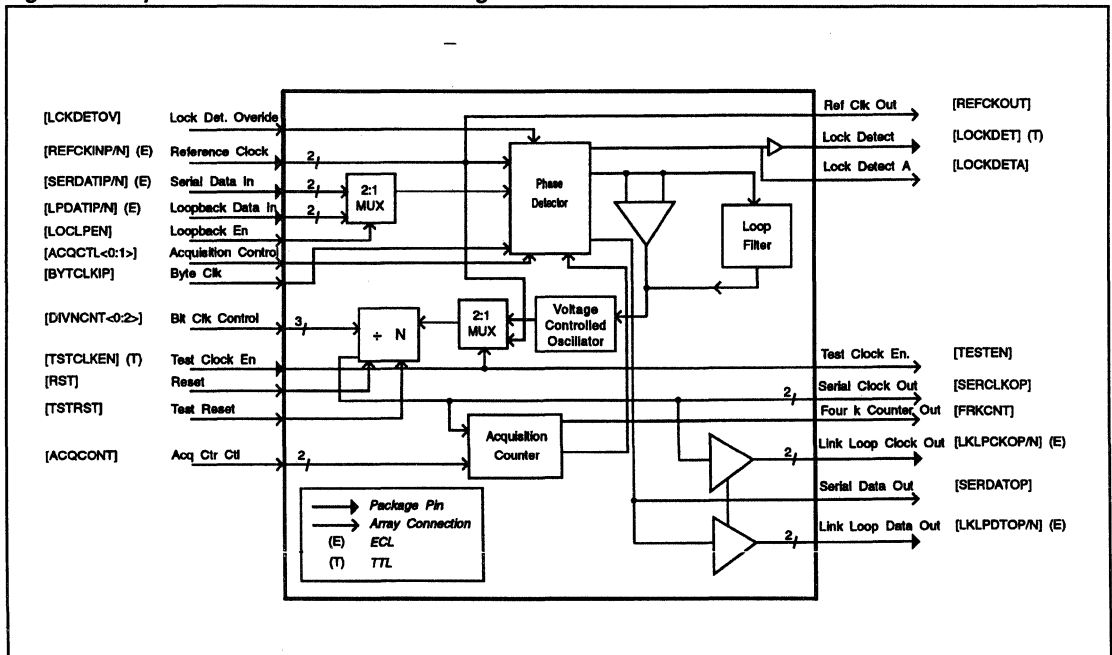 [LCKDETOV] Lock Det. Overide
[REFCKINP/N] (E) Reference Clock 2
[SERDATIP/N] (E) Serial Data In 2
[LPDATIP/N] (E) Loopback Data In 2
[LOCLPEN] Loopback En
[ACQCTL<0:1>] Acquisition Control
[BYTCLKIP] Byte Clk
[DIVNCNT<0:2>] Bit Clk Control 3
[TSTCLKEN] (T) Test Clock En
[RST] Reset
[TSTRST] Test Reset
[ACQCONT] Acq Ctr Ctl 2
2:1
MUX
Phase
Detector
Loop
Filter
÷ N
2:1
MUX
Voltage
Controlled
Oscillator
Acquisition
Counter
Package Pin
Array Connection
(E) ECL
(T) TTL
Ref Clk Out [REFCKOUT]
Lock Detect [LOCKDET] (T)
Lock Detect A [LOCKDETA]
Test Clock En. [TESTEN]
Serial Clock Out [SERCLKOP]
2
Four k Counter Out [FRKCNT]
Link Loop Clock Out [LKLPCKOP/N] (E)
2
Serial Data Out [SERDATOP]
Link Loop Data Out [LKLPDTOP/N] (E)
2